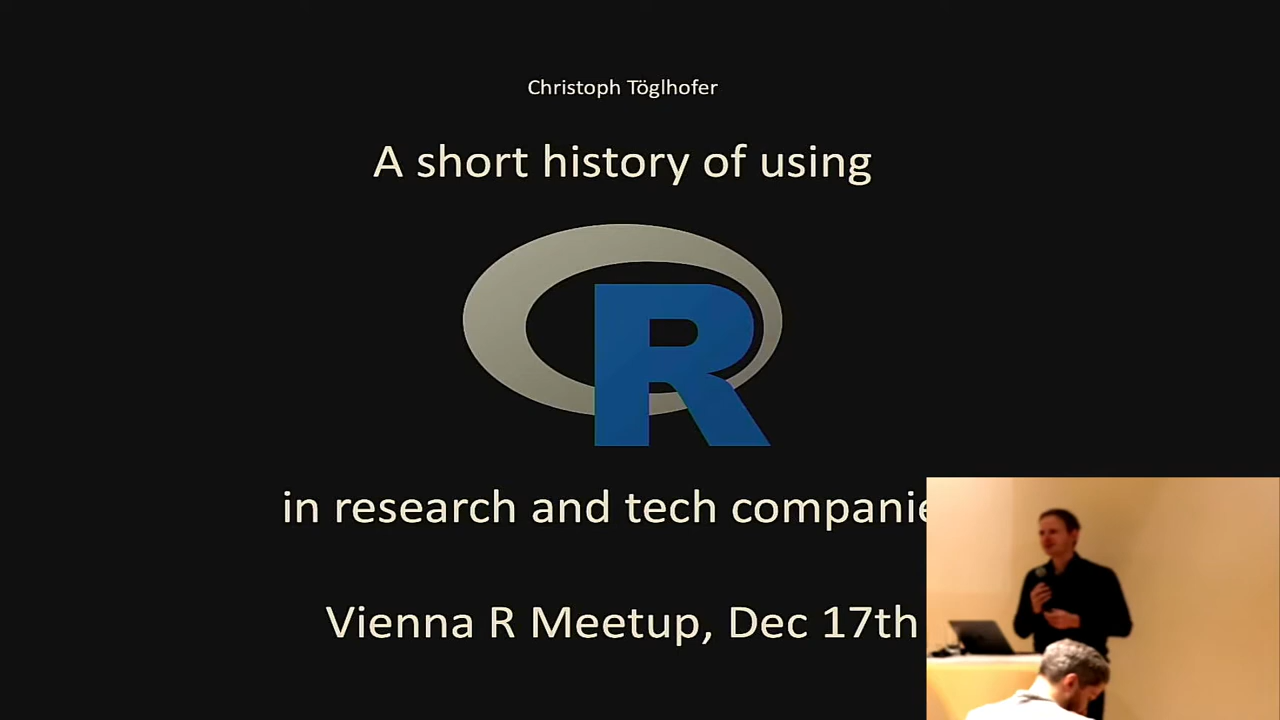 Christoph Töglhofer
A short history of using
R
in research and tech companie
Vienna R Meetup, Dec 17th